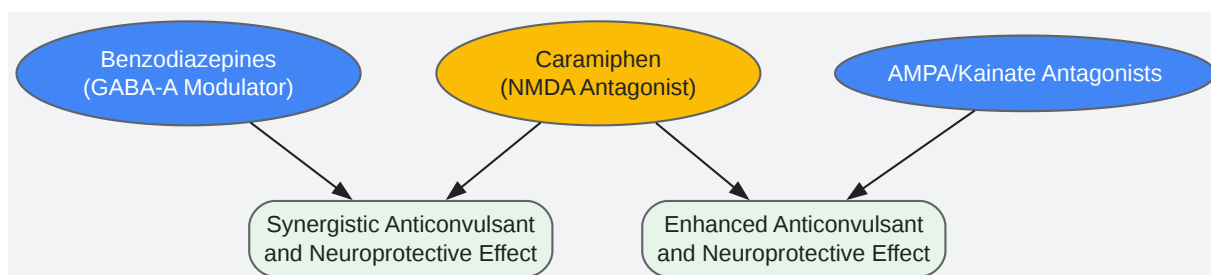 Benzodiazepines
(GABA-A Modulator)
Caramiphen
(NMDA Antagonist)
AMPA/Kainate Antagonists
Synergistic Anticonvulsant
and Neuroprotective Effect
Enhanced Anticonvulsant
and Neuroprotective Effect